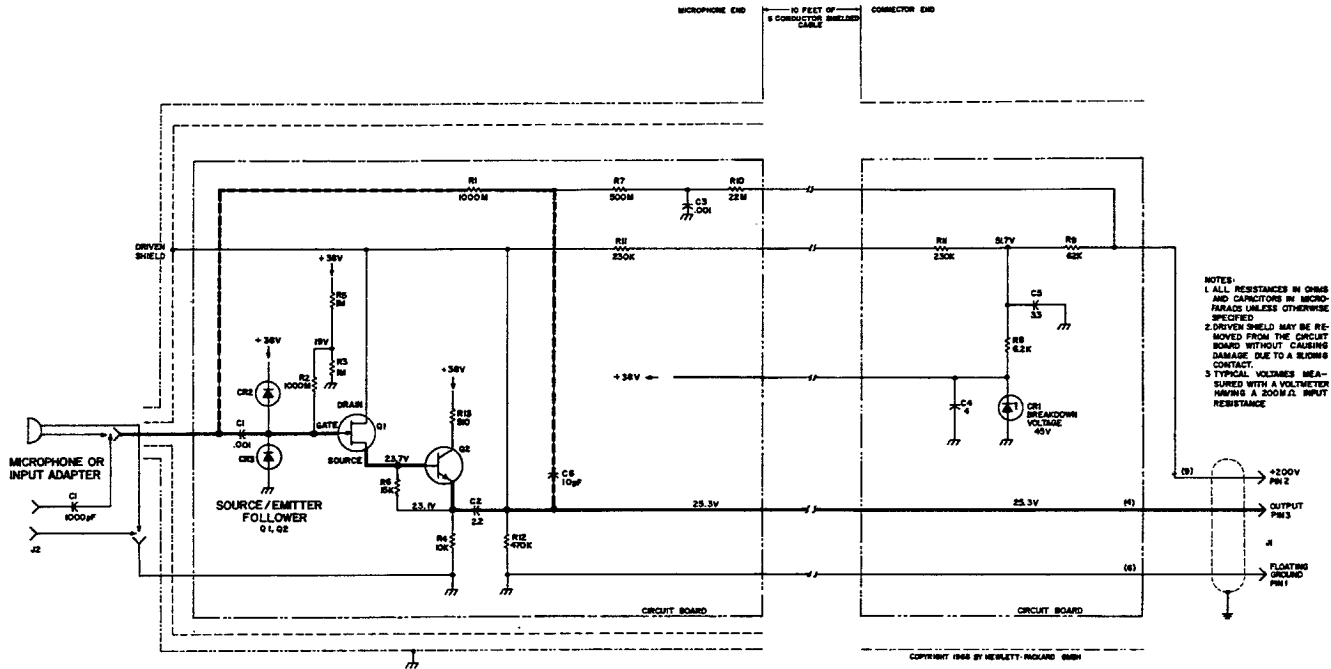 MICROPHONE END
10 FEET OF
5 CONDUCTOR SHIELDED
CABLE
CONNECTOR END
R1
1000M
R7
500M
C3
.001
R10
22M
DRIVEN
SHIELD
R11
230K
R11
230K
51.7V
R9
62K
+38V
R5
1M
19V
R3
1M
R2
1000M
+38V
CR2
C1
.001
CR3
DRAIN
GATE
Q1
SOURCE
+38V
R13
910
Q2
23.7V
R6
15K
23.1V
C2
2.2
R4
10K
R12
470K
C6
10pF
+38V
C5
3.3
R8
6.2K
C4
4
CR1
BREAKDOWN
VOLTAGE
45V
MICROPHONE OR
INPUT ADAPTER
C1
1000pF
J2
SOURCE/EMITTER
FOLLOWER
Q1, Q2
25.3V
25.3V
(9)
+200V
PIN 2
(4)
OUTPUT
PIN 3
J1
(6)
FLOATING
GROUND
PIN 1
CIRCUIT BOARD
CIRCUIT BOARD
NOTES:
1. ALL RESISTANCES IN OHMS
AND CAPACITORS IN MICRO-
FARADS UNLESS OTHERWISE
SPECIFIED
2. DRIVEN SHIELD MAY BE RE-
MOVED FROM THE CIRCUIT
BOARD WITHOUT CAUSING
DAMAGE DUE TO A SLIDING
CONTACT.
3 TYPICAL VOLTAGES MEA-
SURED WITH A VOLTMETER
HAVING A 200MΩ INPUT
RESISTANCE
COPYRIGHT 1968 BY HEWLETT-PACKARD GMBH